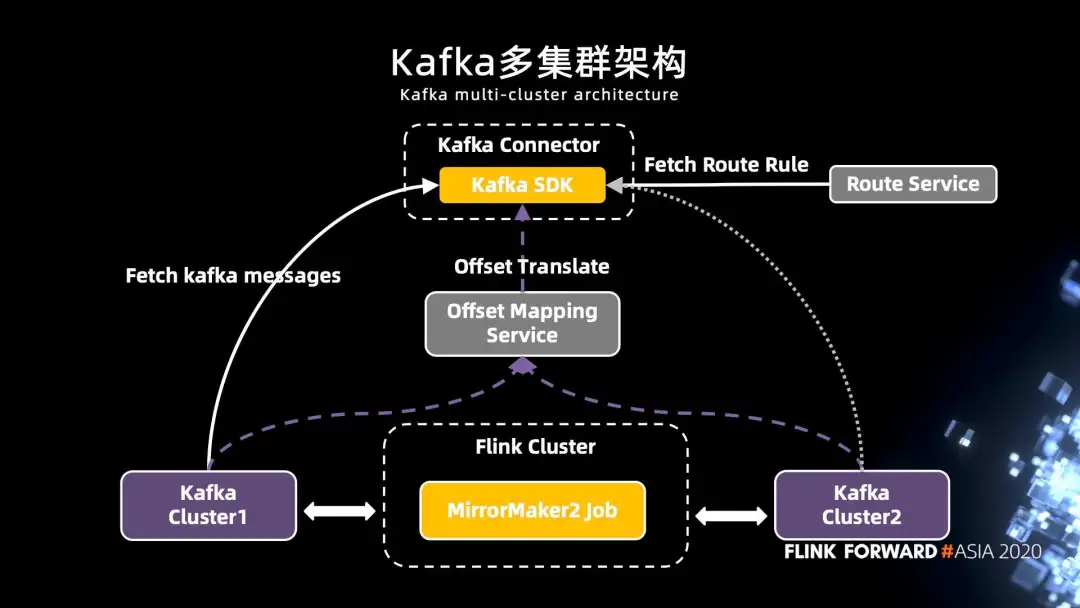 Kafka多集群架构
Kafka multi-cluster architecture
Kafka Connector
Kafka SDK
Fetch Route Rule
Route Service
Fetch kafka messages
Offset Translate
Offset Mapping
Service
Flink Cluster
Kafka
Cluster1
MirrorMaker2 Job
Kafka
Cluster2
FLINK FORWARD #ASIA 2020